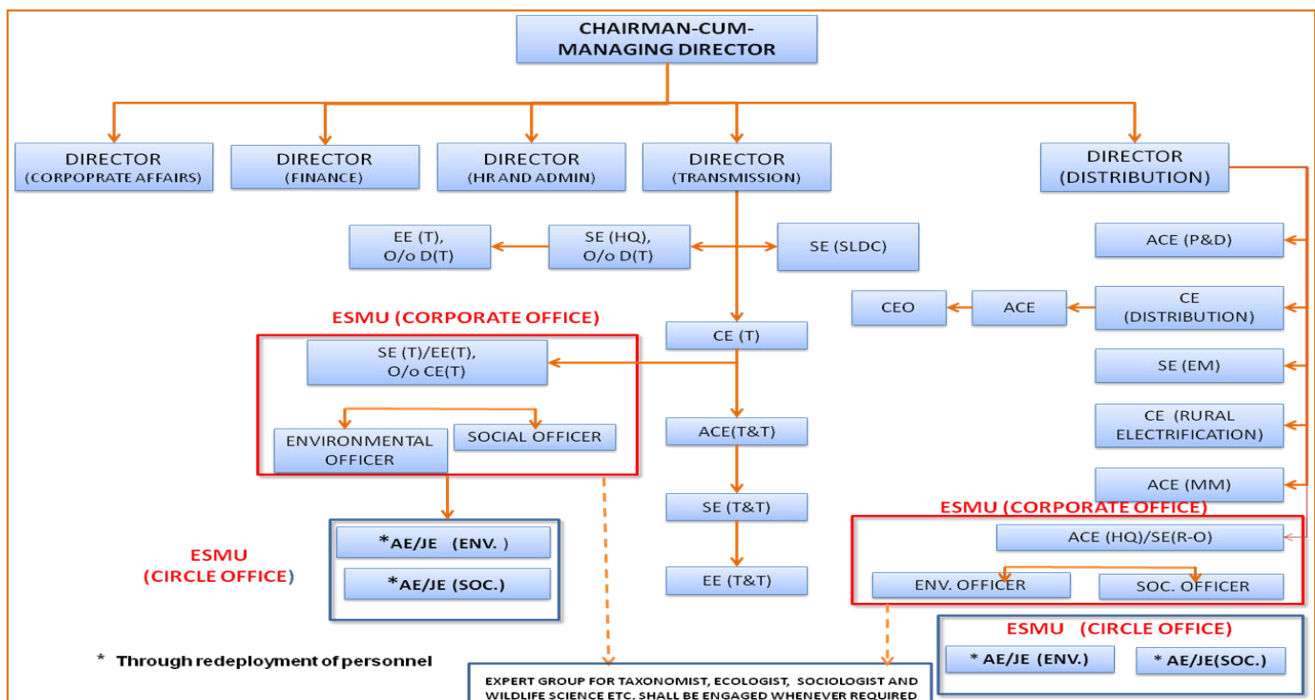 CHAIRMAN-CUM-
MANAGING DIRECTOR
DIRECTOR
(CORPOPRATE AFFAIRS)
DIRECTOR
(FINANCE)
DIRECTOR
(HR AND ADMIN)
DIRECTOR
(TRANSMISSION)
DIRECTOR
(DISTRIBUTION)
EE (T),
O/o D(T)
SE (HQ),
O/o D(T)
SE (SLDC)
ACE (P&D)
CEO
ACE
CE
(DISTRIBUTION)
ESMU (CORPORATE OFFICE)
SE (T)/EE(T),
O/o CE(T)
CE (T)
SE (EM)
ENVIRONMENTAL
OFFICER
SOCIAL OFFICER
ACE(T&T)
CE (RURAL
ELECTRIFICATION)
ACE (MM)
SE (T&T)
ESMU (CORPORATE OFFICE)
ACE (HQ)/SE(R-O)
ESMU
(CIRCLE OFFICE)
*AE/JE (ENV. )
*AE/JE (SOC.)
EE (T&T)
ENV. OFFICER
SOC. OFFICER
ESMU (CIRCLE OFFICE)
* AE/JE (ENV.)
* AE/JE(SOC.)
* Through redeployment of personnel
EXPERT GROUP FOR TAXONOMIST, ECOLOGIST, SOCIOLOGIST AND
WILDLIFE SCIENCE ETC. SHALL BE ENGAGED WHENEVER REQUIRED